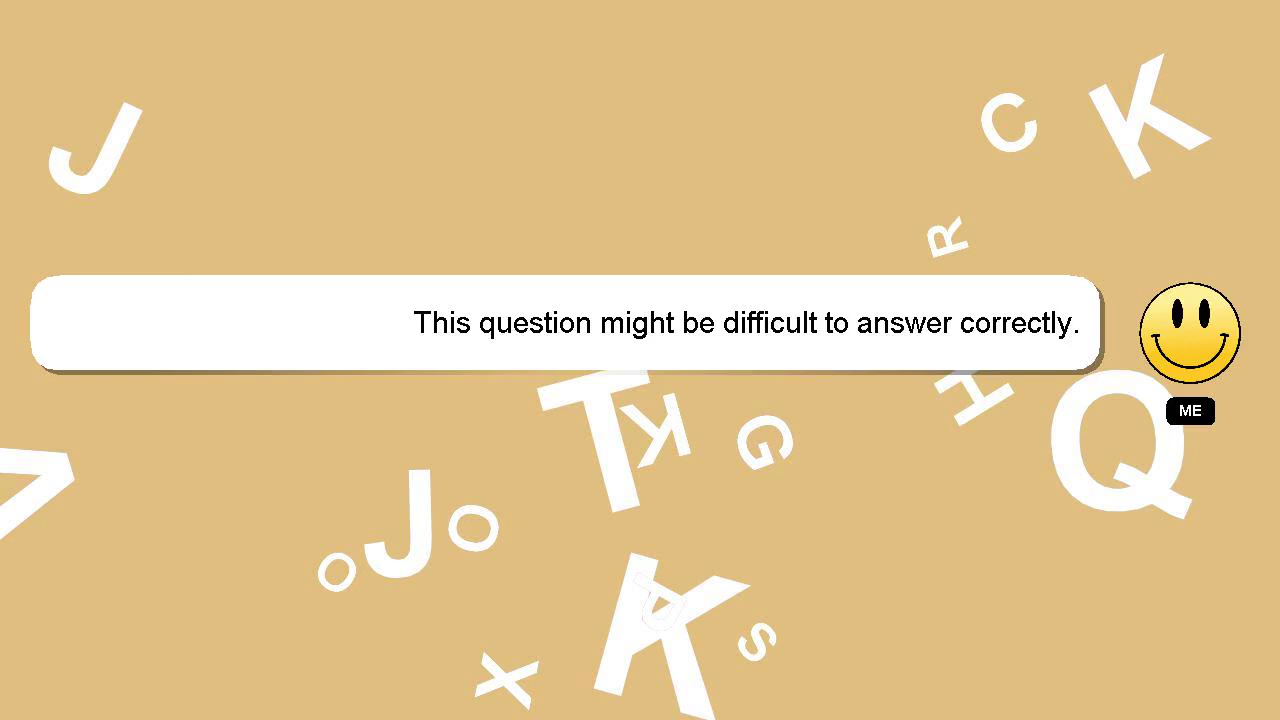 J
C
K
R
This question might be difficult to answer correctly.
ME
T
K
G
H
Q
J
O
O
K
P
S
X